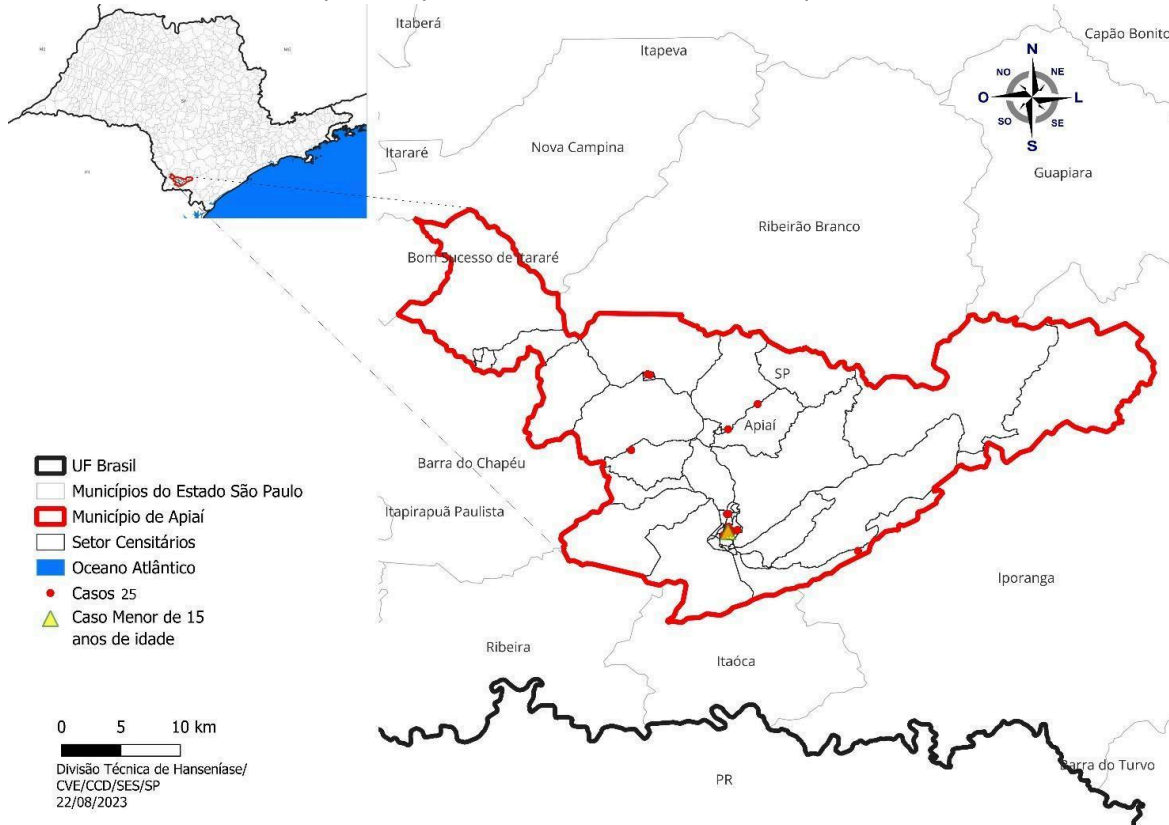 Itaberá
Itapeva
Capão Bonito
Itararé
Nova Campina
Guapiara
Ribeirão Branco
Bom Sucesso de Itararé
N
NO
NE
O
L
SO
SE
S
SP
SP
Apiaí
Barra do Chapéu
Itapirapuã Paulista
Iporanga
Ribeira
Itaóca
Barra do Turvo
PR
UF Brasil
Municípios do Estado São Paulo
Município de Apiaí
Setor Censitários
Oceano Atlântico
Casos 25
Caso Menor de 15
anos de idade
0 5 10 km
Divisão Técnica de Hanseníase/
CVE/CCD/SES/SP
22/08/2023